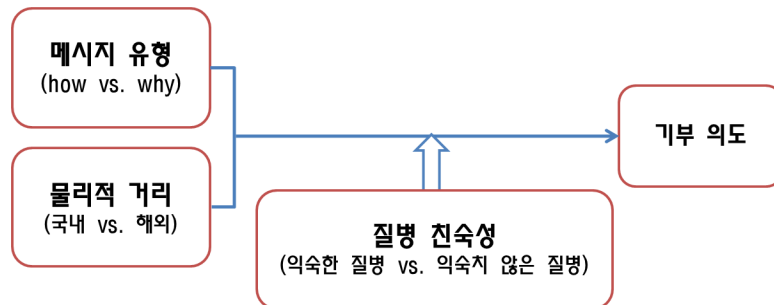 메시지 유형
(how vs. why)
물리적 거리
(국내 vs. 해외)
질병 친숙성
(익숙한 질병 vs. 익숙치 않은 질병)
기부 의도